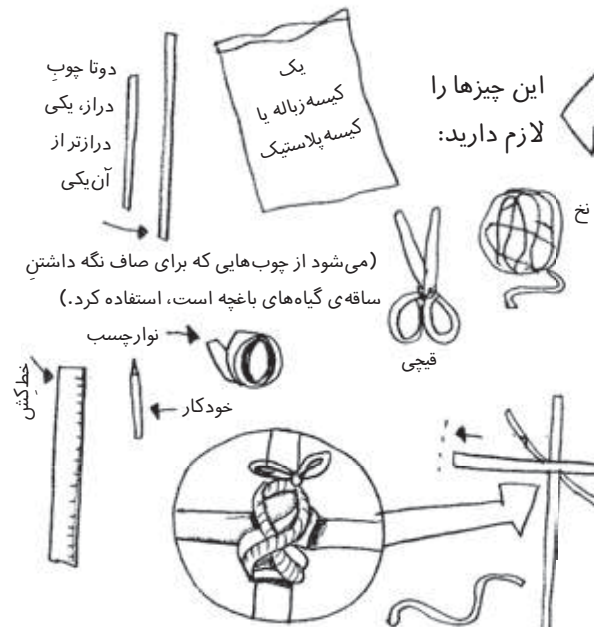 این چیزها را
لازم دارید:
یک
کیسه‌زباله یا
کیسه‌پلاستیک
دوتا چوبِ
دراز، یکی
درازتر از
آن‌یکی
نخ
(می‌شود از چوب‌هایی که برای صاف نگه داشتنِ
ساقه‌ی گیاه‌های باغچه است، استفاده کرد.)
قیچی
نوارچسب
خودکار
خط‌کِش